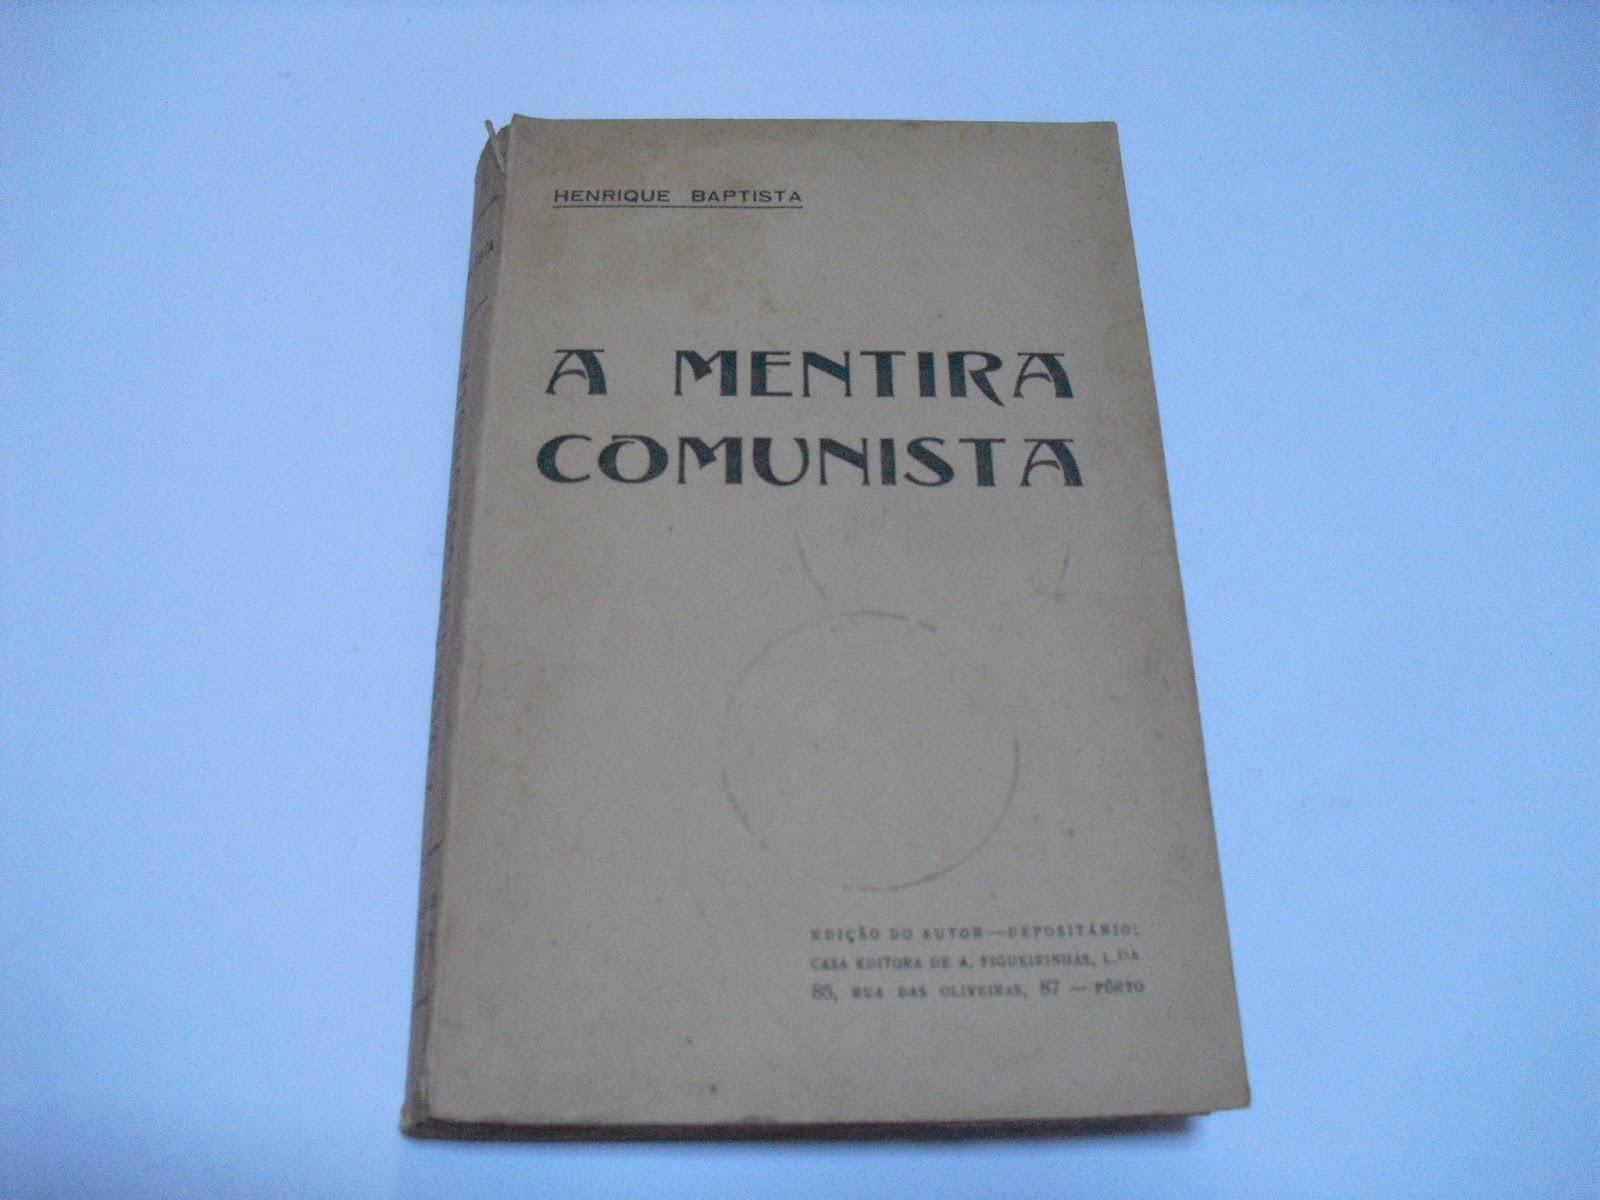 HENRIQUE BAPTISTA
A MENTIRA
COMUNISTA
EDIÇÃO DO AUTOR — DEPOSITÁRIO:
CASA EDITORA DE A. FIGUEIRINHAS, L.DA
85, RUA DAS OLIVEIRAS, 87 — PÔRTO